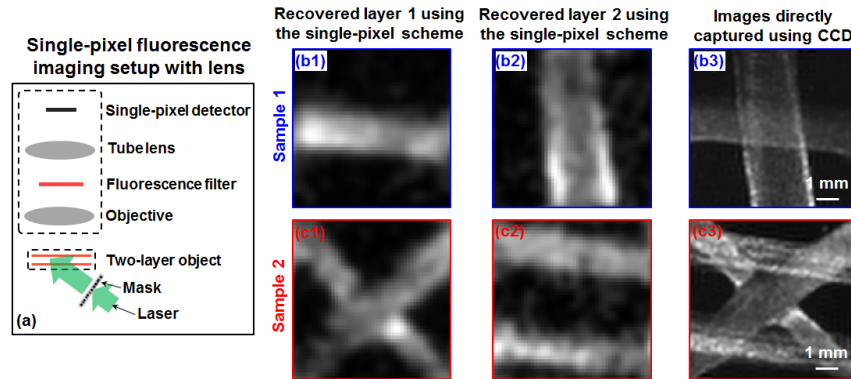 Single-pixel fluorescence
imaging setup with lens
Single-pixel detector
Tube lens
Fluorescence filter
Objective
Two-layer object
Mask
Laser
(a)
Recovered layer 1 using
the single-pixel scheme
Recovered layer 2 using
the single-pixel scheme
Images directly
captured using CCD
Sample 1
(b1)
(b2)
(b3)
1 mm
Sample 2
(c1)
(c2)
(c3)
1 mm